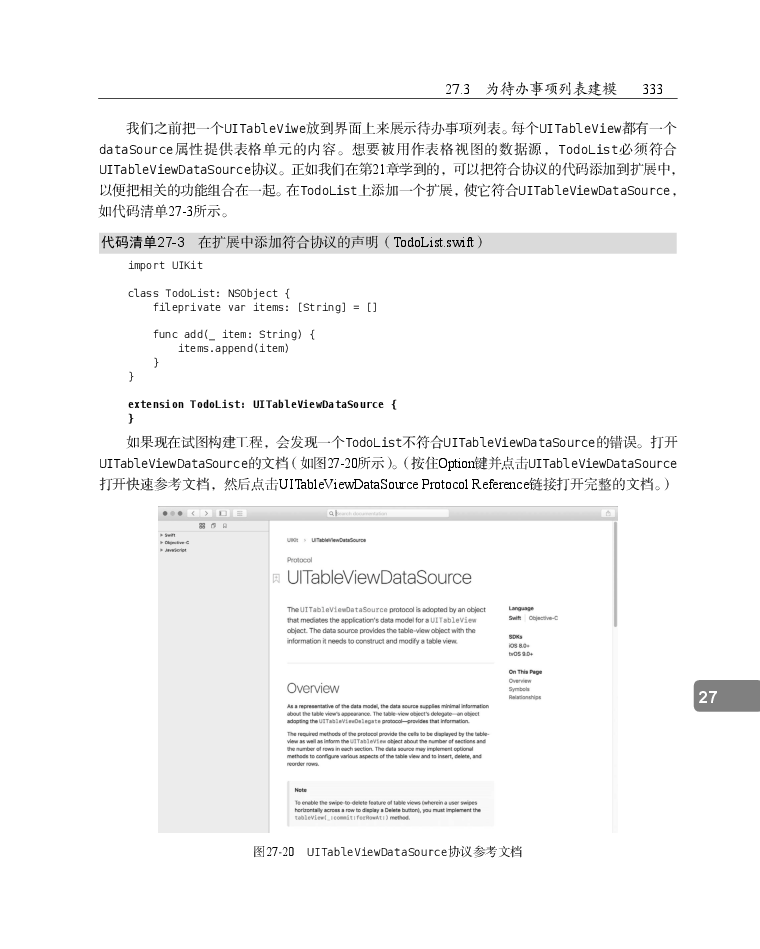 27.3 为待办事项列表建模 333
我们之前把一个UITableViwe放到界面上来展示待办事项列表。每个UITableView都有一个
dataSource属性提供表格单元的内容。想要被用作表格视图的数据源，TodoList必须符合
UITableViewDataSource协议。正如我们在第21章学到的，可以把符合协议的代码添加到扩展中，
以便把相关的功能组合在一起。在TodoList上添加一个扩展，使它符合UITableViewDataSource，
如代码清单27-3所示。
代码清单27-3 在扩展中添加符合协议的声明（TodoList.swift）
import UIKit
class TodoList: NSObject {
fileprivate var items: [String] = []
func add(_ item: String) {
items.append(item)
}
}
extension TodoList: UITableViewDataSource {
}
如果现在试图构建工程，会发现一个TodoList不符合UITableViewDataSource的错误。打开
UITableViewDataSource的文档（如图27-20所示）。（按住Option键并点击UITableViewDataSource
打开快速参考文档，然后点击UITableViewDataSource Protocol Reference链接打开完整的文档。）
Search documentation
Swift
Objective-C
JavaScript
UIKit > UITableViewDataSource
Protocol
UITableViewDataSource
The UITableViewDataSource protocol is adopted by an object
that mediates the application's data model for a UITableView
object. The data source provides the table-view object with the
information it needs to construct and modify a table view.
Language
Swift | Objective-C
SDKs
iOS 8.0+
tvOS 9.0+
On This Page
Overview
Symbols
Relationships
Overview
As a representative of the data model, the data source supplies minimal information
about the table view's appearance. The table-view object's delegate—an object
adopting the UITableViewDelegate protocol—provides that information.
The required methods of the protocol provide the cells to be displayed by the table-
view as well as inform the UITableView object about the number of sections and
the number of rows in each section. The data source may implement optional
methods to configure various aspects of the table view and to insert, delete, and
reorder rows.
Note
To enable the swipe-to-delete feature of table views (wherein a user swipes
horizontally across a row to display a Delete button), you must implement the
tableView(_:commit:forRowAt:) method.
27
图27-20 UITableViewDataSource协议参考文档